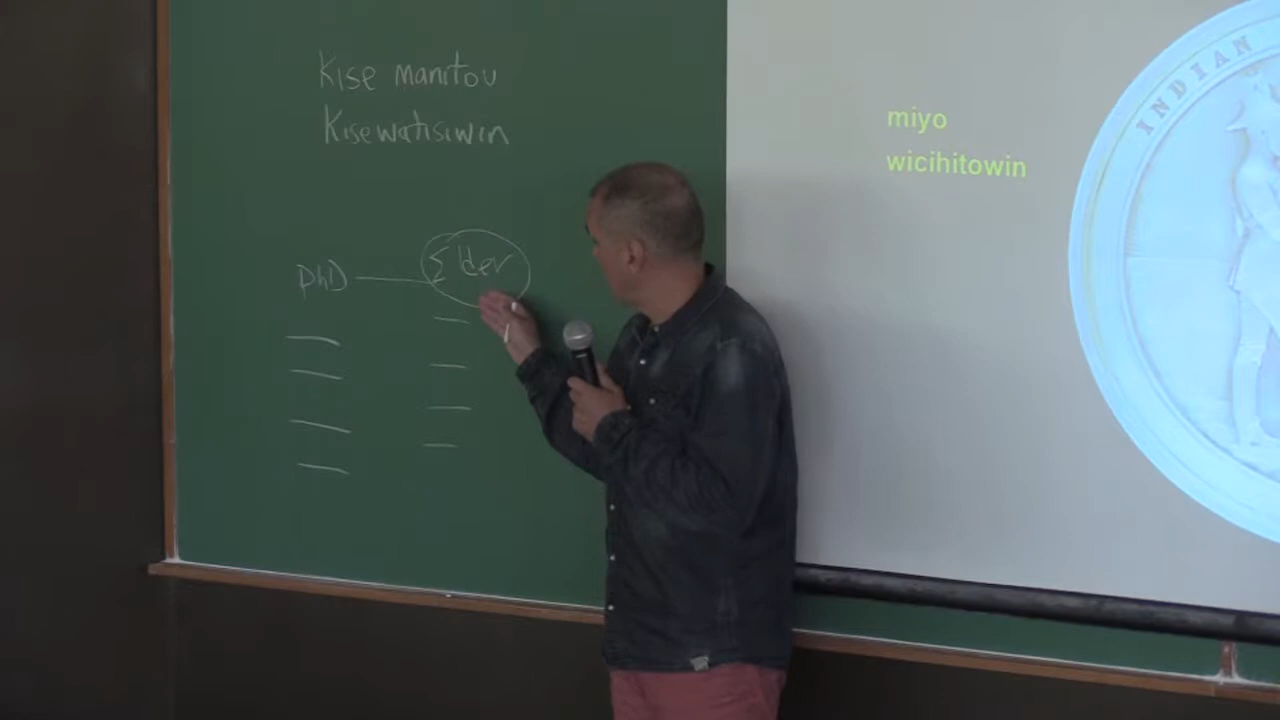 Kise manitou
Kisewatisiwin
PhD Elder
miyo
wicihitowin
INDIAN